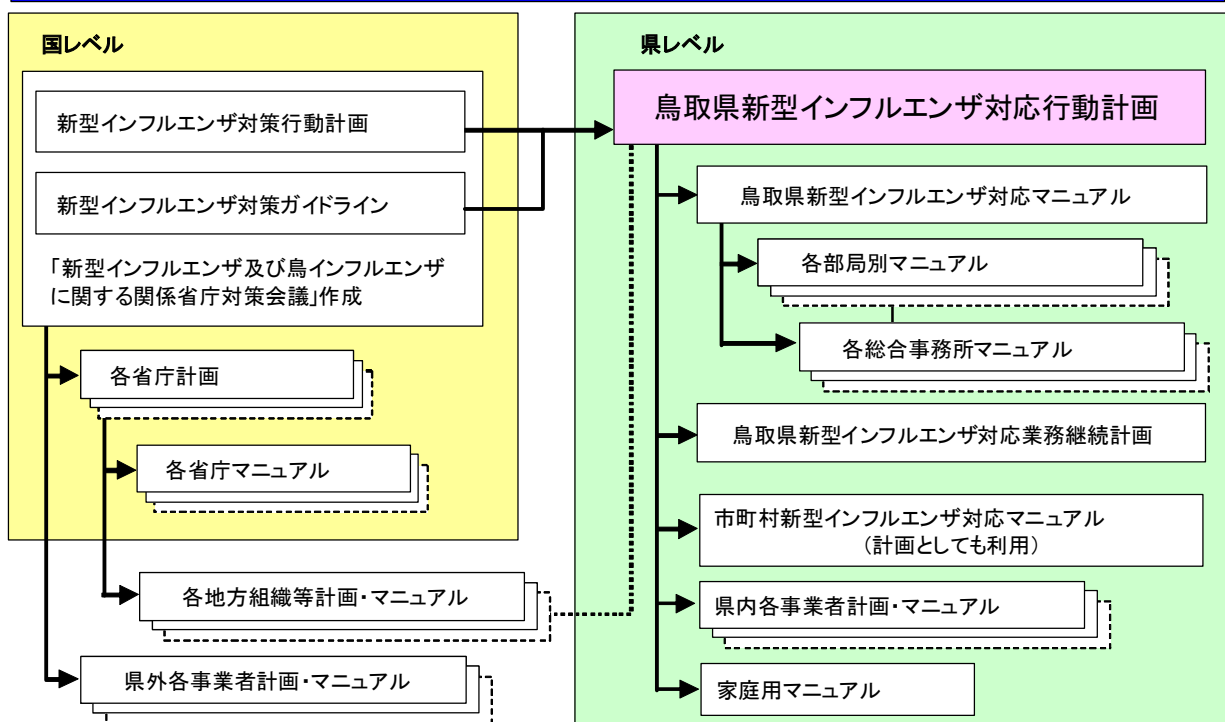 国レベル
新型インフルエンザ対策行動計画
新型インフルエンザ対策ガイドライン
「新型インフルエンザ及び鳥インフルエンザ
に関する関係省庁対策会議」作成
各省庁計画
各省庁マニュアル
各地方組織等計画・マニュアル
県外各事業者計画・マニュアル
県レベル
鳥取県新型インフルエンザ対応行動計画
鳥取県新型インフルエンザ対応マニュアル
各部局別マニュアル
各総合事務所マニュアル
鳥取県新型インフルエンザ対応業務継続計画
市町村新型インフルエンザ対応マニュアル
（計画としても利用）
県内各事業者計画・マニュアル
家庭用マニュアル